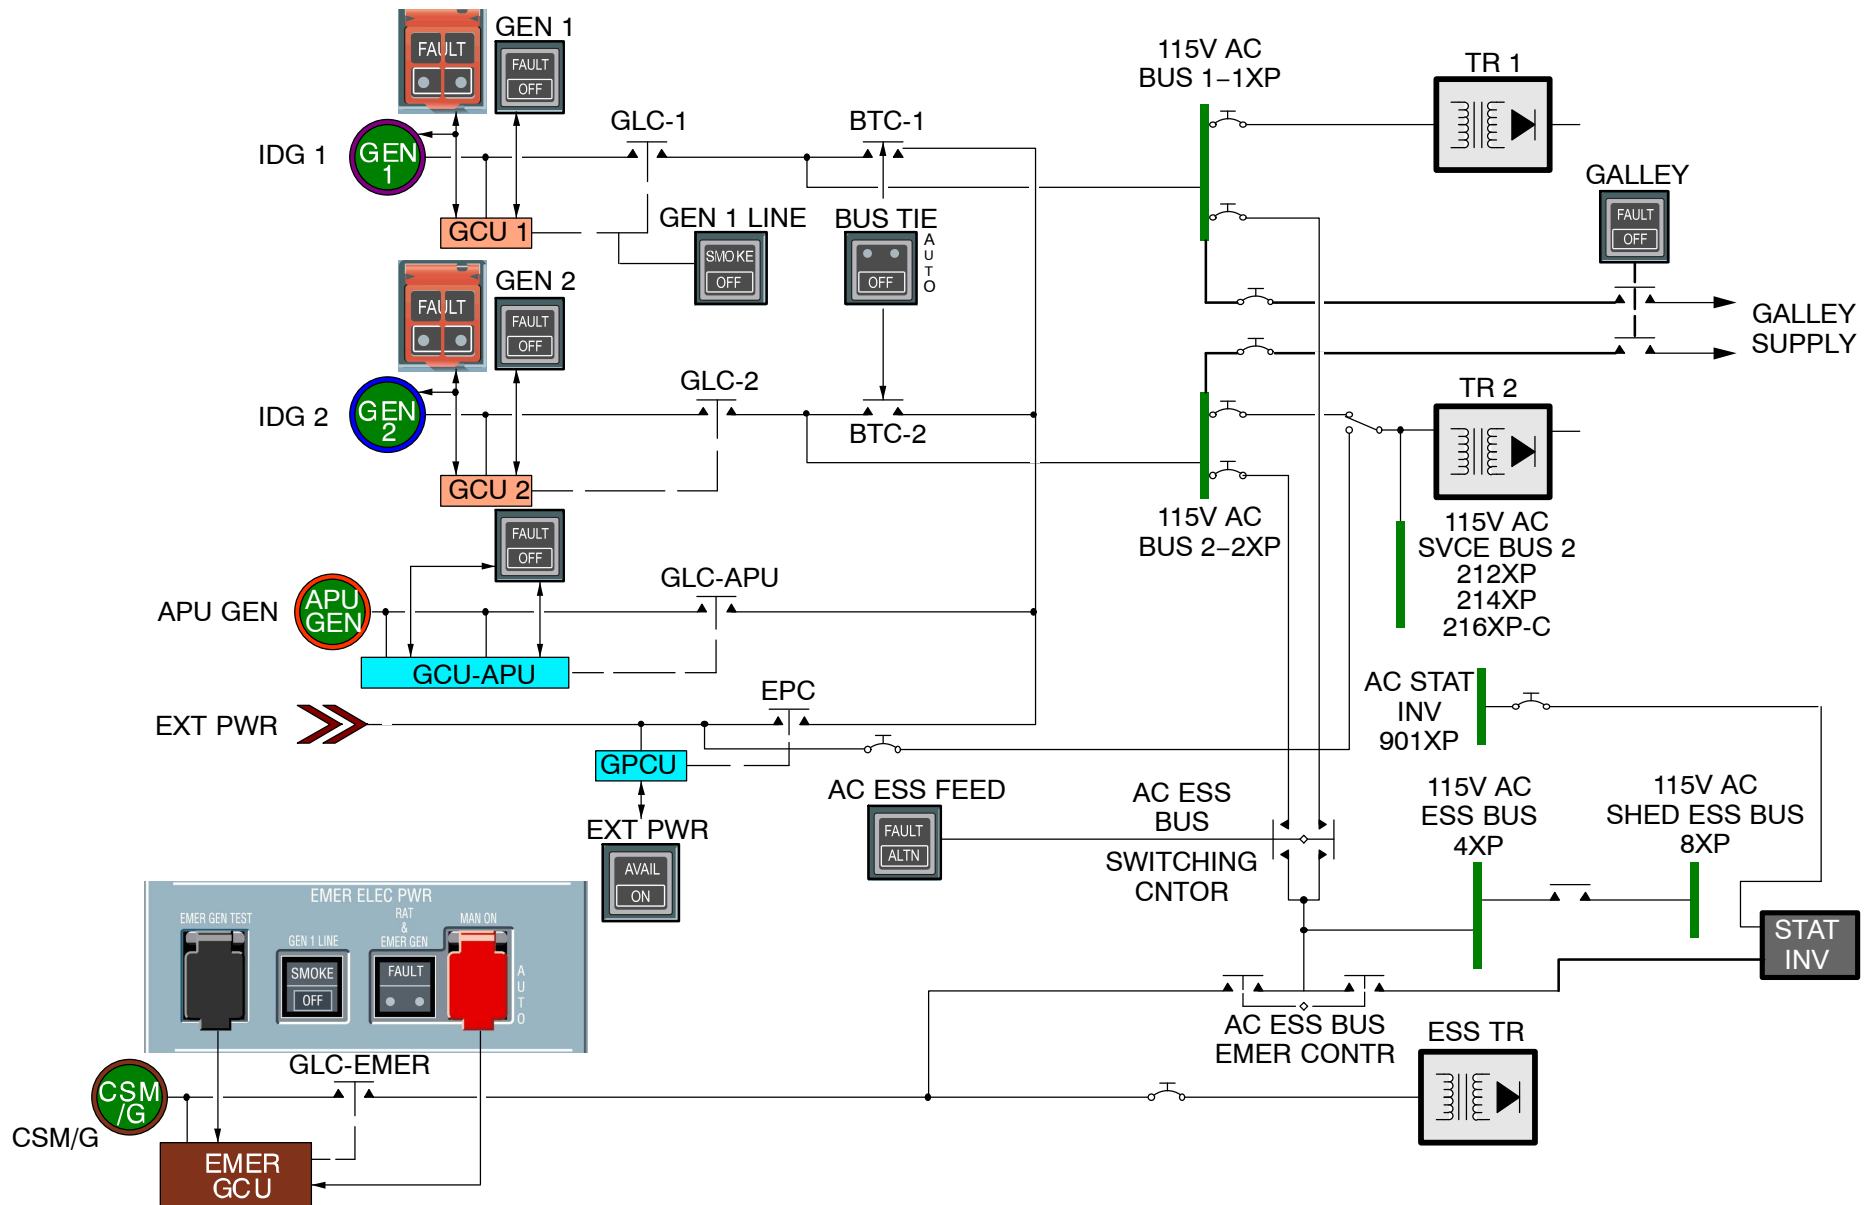 FAULT
GEN 1
FAULT
OFF
IDG 1
GEN
1
GLC-1
BTC-1
GCU 1
GEN 1 LINE
SMOKE
OFF
BUS TIE
OFF
AUTO
115V AC
BUS 1–1XP
TR 1
GALLEY
FAULT
OFF
GALLEY
SUPPLY
FAULT
GEN 2
FAULT
OFF
IDG 2
GEN
2
GLC-2
BTC-2
GCU 2
115V AC
BUS 2–2XP
TR 2
115V AC
SVCE BUS 2
212XP
214XP
216XP-C
FAULT
OFF
APU GEN
APU
GEN
GLC-APU
GCU-APU
EXT PWR
EPC
GPCU
EXT PWR
AVAIL
ON
AC STAT
INV
901XP
AC ESS FEED
FAULT
ALTN
AC ESS
BUS
SWITCHING
CNTOR
115V AC
ESS BUS
4XP
115V AC
SHED ESS BUS
8XP
STAT
INV
AC ESS BUS
EMER CONTR
ESS TR
EMER ELEC PWR
EMER GEN TEST
GEN 1 LINE
SMOKE
OFF
RAT
&
EMER GEN
FAULT
MAN ON
AUTO
GLC-EMER
CSM
/G
CSM/G
EMER
GCU